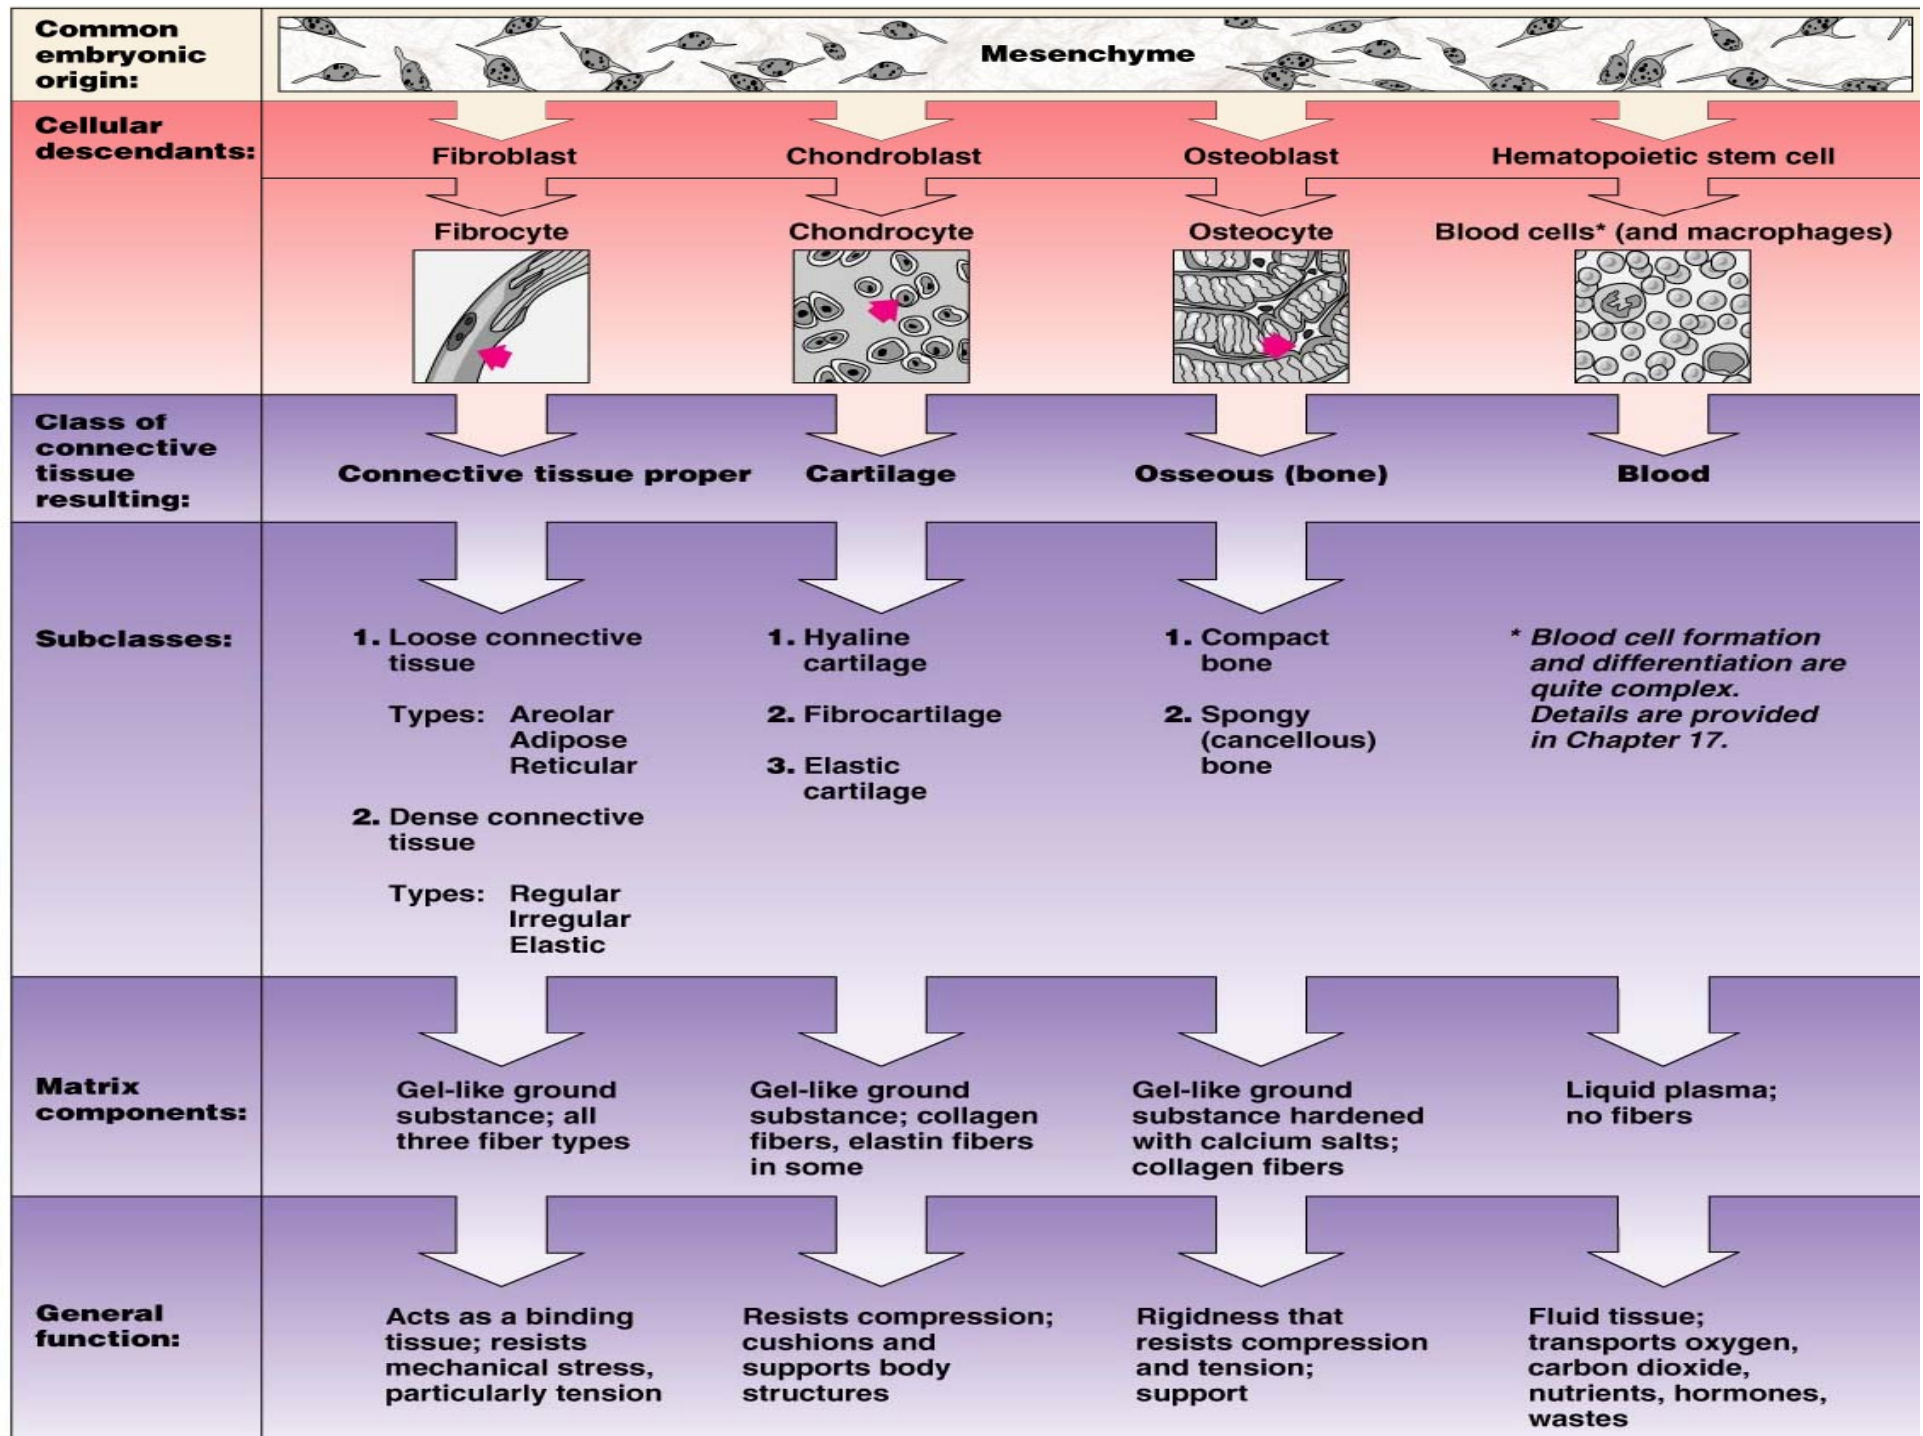 Common
embryonic
origin:
Mesenchyme
Cellular
descendants:
Fibroblast
Chondroblast
Osteoblast
Hematopoietic stem cell
Fibrocyte
Chondrocyte
Osteocyte
Blood cells* (and macrophages)
Class of
connective
tissue
resulting:
Connective tissue proper
Cartilage
Osseous (bone)
Blood
Subclasses:
1. Loose connective
tissue
Types: Areolar
Adipose
Reticular
2. Dense connective
tissue
Types: Regular
Irregular
Elastic
1. Hyaline
cartilage
2. Fibrocartilage
3. Elastic
cartilage
1. Compact
bone
2. Spongy
(cancellous)
bone
* Blood cell formation
and differentiation are
quite complex.
Details are provided
in Chapter 17.
Matrix
components:
Gel-like ground
substance; all
three fiber types
Gel-like ground
substance; collagen
fibers, elastin fibers
in some
Gel-like ground
substance hardened
with calcium salts;
collagen fibers
Liquid plasma;
no fibers
General
function:
Acts as a binding
tissue; resists
mechanical stress,
particularly tension
Resists compression;
cushions and
supports body
structures
Rigidness that
resists compression
and tension;
support
Fluid tissue;
transports oxygen,
carbon dioxide,
nutrients, hormones,
wastes